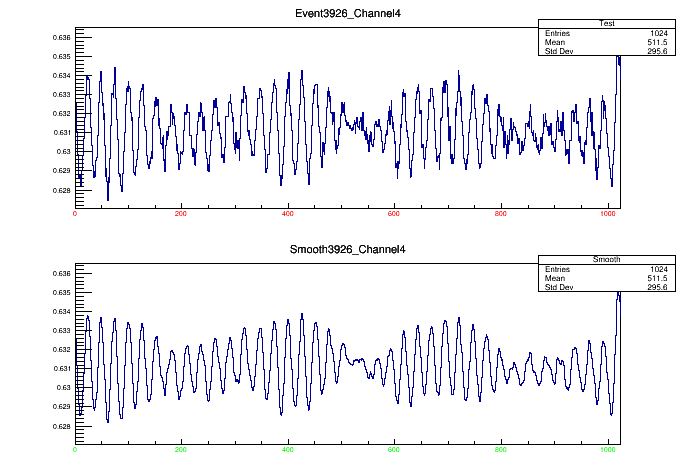 Event3926_Channel4
Test
Entries 1024
Mean 511.5
Std Dev 295.6
0.636
0.635
0.634
0.633
0.632
0.631
0.63
0.629
0.628
0 200 400 600 800 1000
Smooth3926_Channel4
Smooth
Entries 1024
Mean 511.5
Std Dev 295.6
0.636
0.635
0.634
0.633
0.632
0.631
0.63
0.629
0.628
0 200 400 600 800 1000